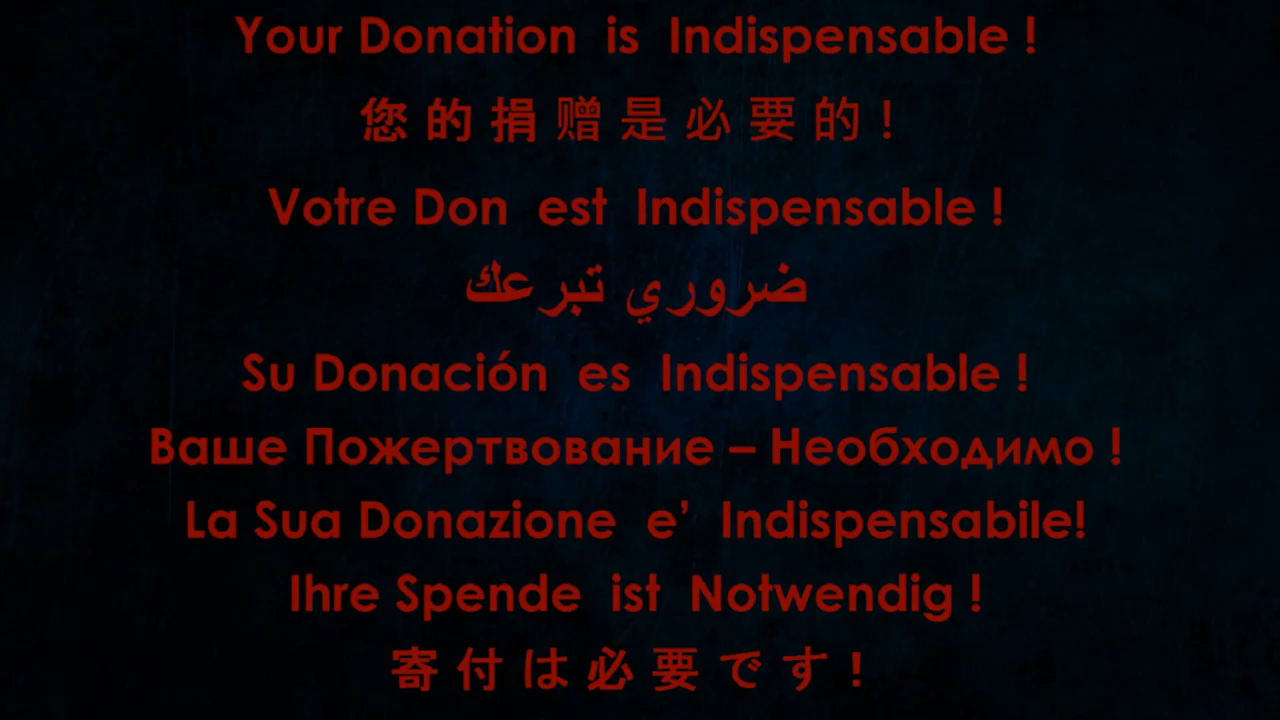 Your Donation is Indispensable !
您的捐赠是必要的!
Votre Don est Indispensable !
ضروري تبرعك
Su Donación es Indispensable !
Ваше Пожертвование – Необходимо !
La Sua Donazione e’ Indispensabile!
Ihre Spende ist Notwendig !
寄付は必要です!